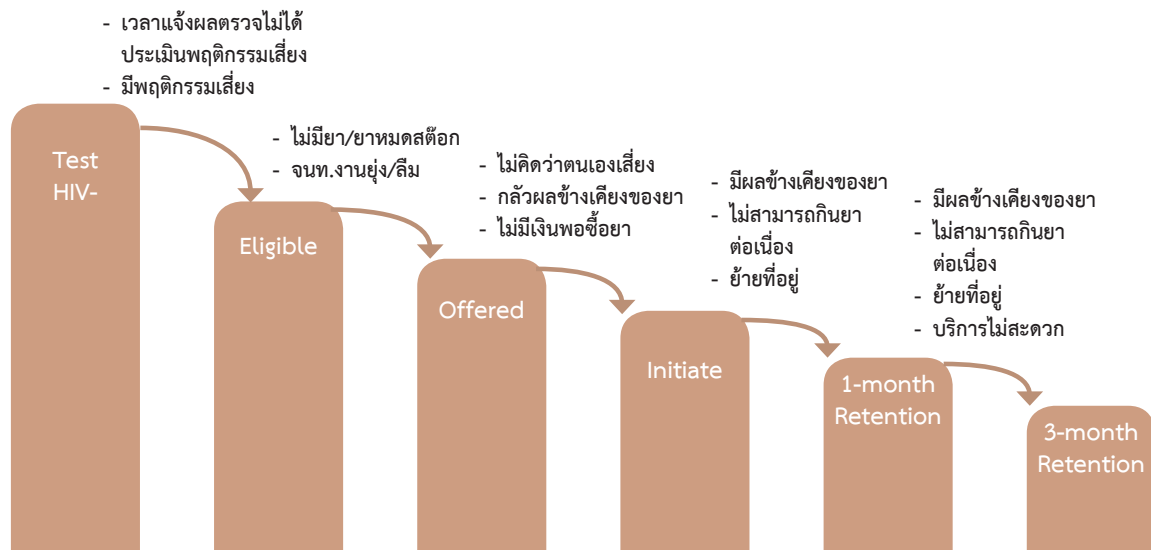 - เวลาแจ้งผลตรวจไม่ได้
ประเมินพฤติกรรมเสี่ยง
- มีพฤติกรรมเสี่ยง
Test
HIV-
- ไม่มียา/ยาหมดสต๊อก
- จนท.งานยุ่ง/ลืม
Eligible
- ไม่คิดว่าตนเองเสี่ยง
- กลัวผลข้างเคียงของยา
- ไม่มีเงินพอซื้อยา
Offered
- มีผลข้างเคียงของยา
- ไม่สามารถกินยา
ต่อเนื่อง
- ย้ายที่อยู่
Initiate
- มีผลข้างเคียงของยา
- ไม่สามารถกินยา
ต่อเนื่อง
- ย้ายที่อยู่
- บริการไม่สะดวก
1-month
Retention
3-month
Retention